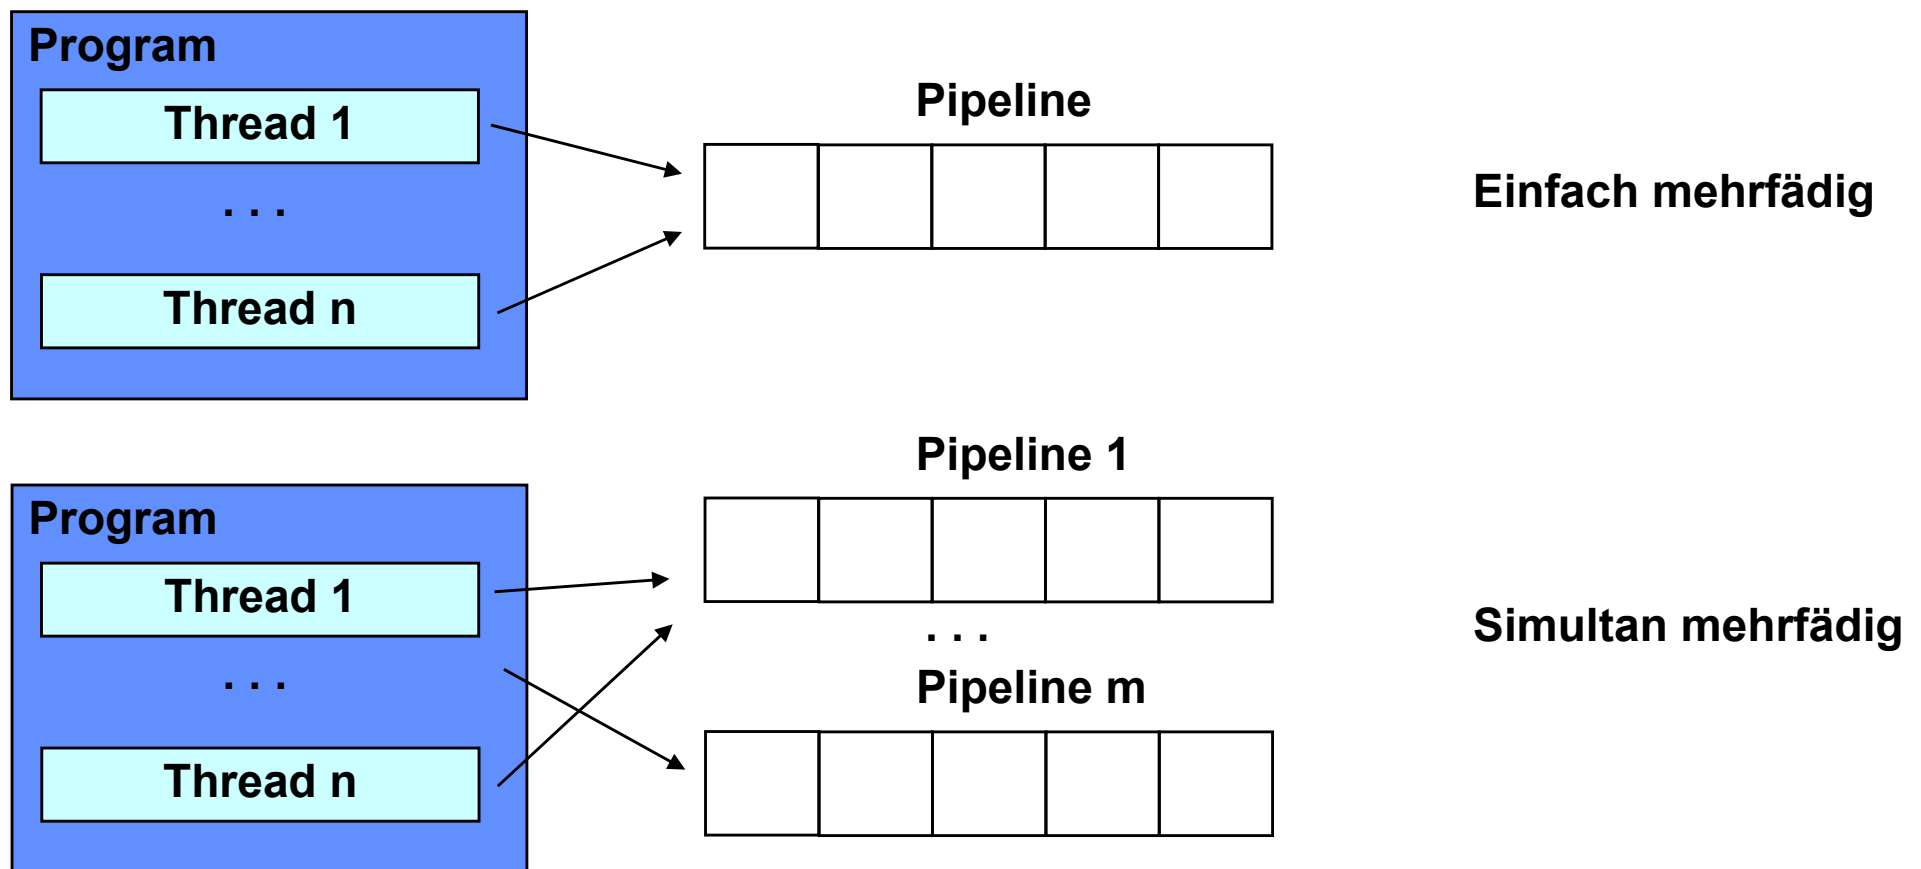 Program
Thread 1
. . .
Thread n
Pipeline
Einfach mehrfädig
Program
Thread 1
. . .
Thread n
Pipeline 1
. . .
Pipeline m
Simultan mehrfädig